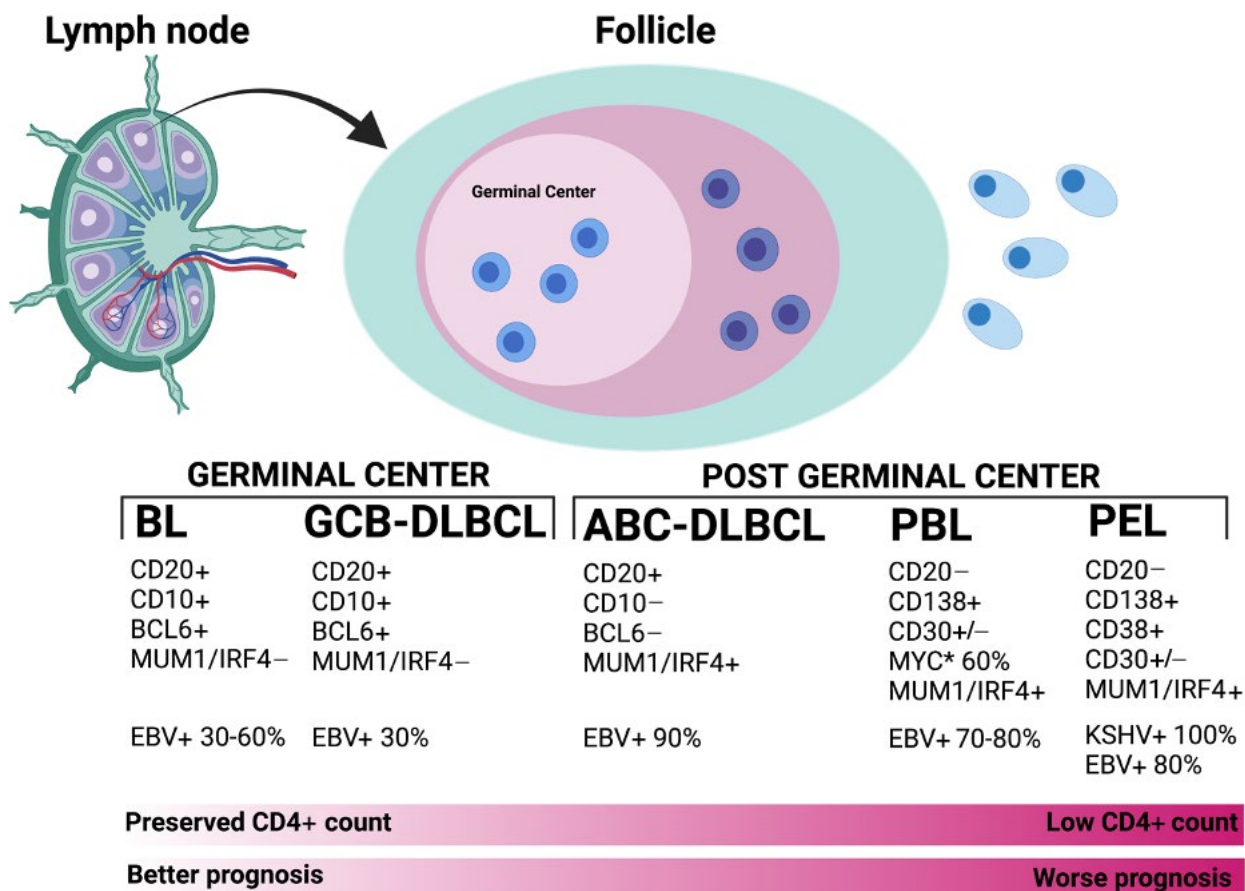 Lymph node
Follicle
Germinal Center
GERMINAL CENTER
POST GERMINAL CENTER
BL
GCB-DLBCL
ABC-DLBCL
PBL
PEL
CD20+
CD10+
BCL6+
MUM1/IRF4−
EBV+ 30-60%
CD20+
CD10+
BCL6+
MUM1/IRF4−
EBV+ 30%
CD20+
CD10−
BCL6−
MUM1/IRF4+
EBV+ 90%
CD20−
CD138+
CD30+/-
MYC* 60%
MUM1/IRF4+
EBV+ 70-80%
CD20−
CD138+
CD38+
CD30+/-
MUM1/IRF4+
KSHV+ 100%
EBV+ 80%
Preserved CD4+ count
Low CD4+ count
Better prognosis
Worse prognosis